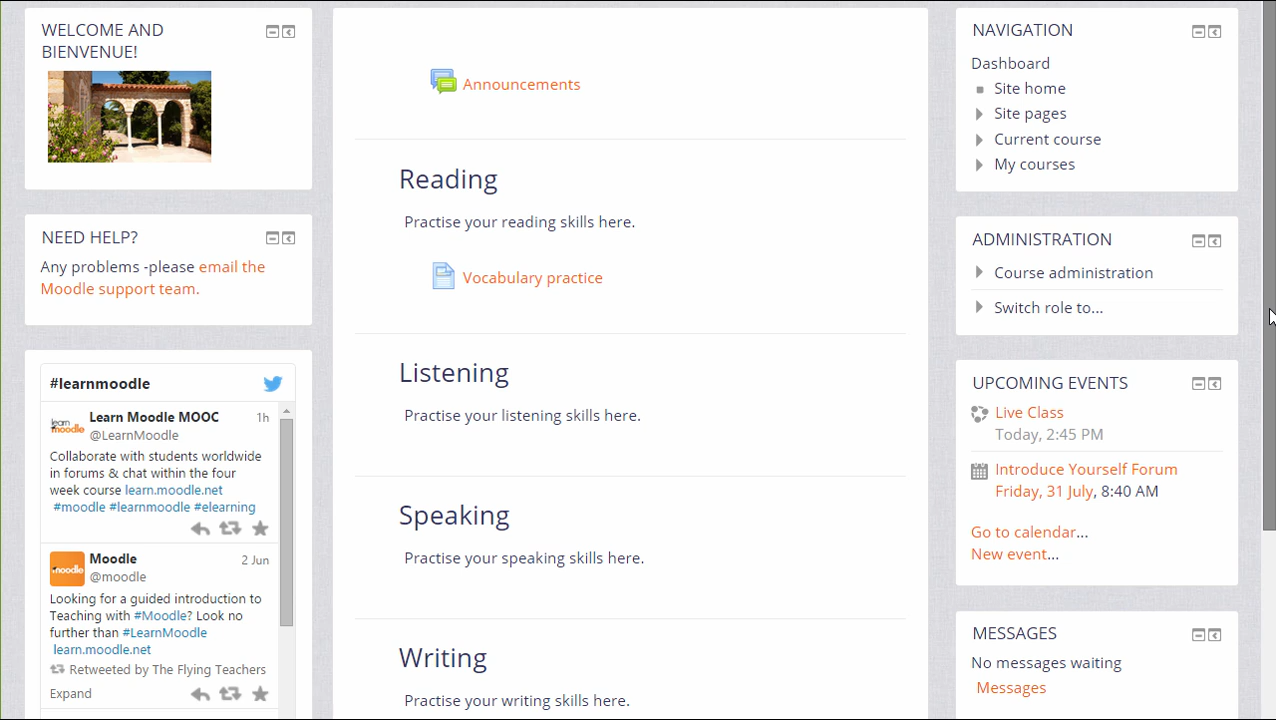 WELCOME AND
BIENVENUE!
NEED HELP?
Any problems -please email the
Moodle support team.
#learnmoodle
learn
moodle
Learn Moodle MOOC
1h
@LearnMoodle
Collaborate with students worldwide
in forums & chat within the four
week course learn.moodle.net
#moodle #learnmoodle #elearning
moodle
Moodle
2 Jun
@moodle
Looking for a guided introduction to
Teaching with #Moodle? Look no
further than #LearnMoodle
learn.moodle.net
Retweeted by The Flying Teachers
Expand
Announcements
Reading
Practise your reading skills here.
Vocabulary practice
Listening
Practise your listening skills here.
Speaking
Practise your speaking skills here.
Writing
Practise your writing skills here.
NAVIGATION
Dashboard
Site home
Site pages
Current course
My courses
ADMINISTRATION
Course administration
Switch role to...
UPCOMING EVENTS
Live Class
Today, 2:45 PM
Introduce Yourself Forum
Friday, 31 July, 8:40 AM
Go to calendar...
New event...
MESSAGES
No messages waiting
Messages